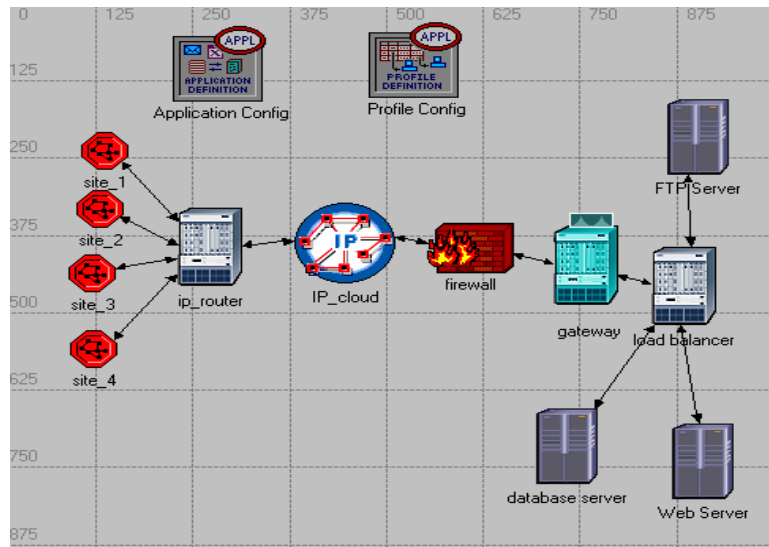 0 125 250 375 500 625 750 875
APPL
APPLICATION
DEFINITION
Application Config
APPL
PROFILE
DEFINITION
Profile Config
125
250
375
500
625
750
875
site_1
site_2
site_3
site_4
ip_router
IP
IP_cloud
firewall
gateway
load balancer
FTP Server
database server
Web Server